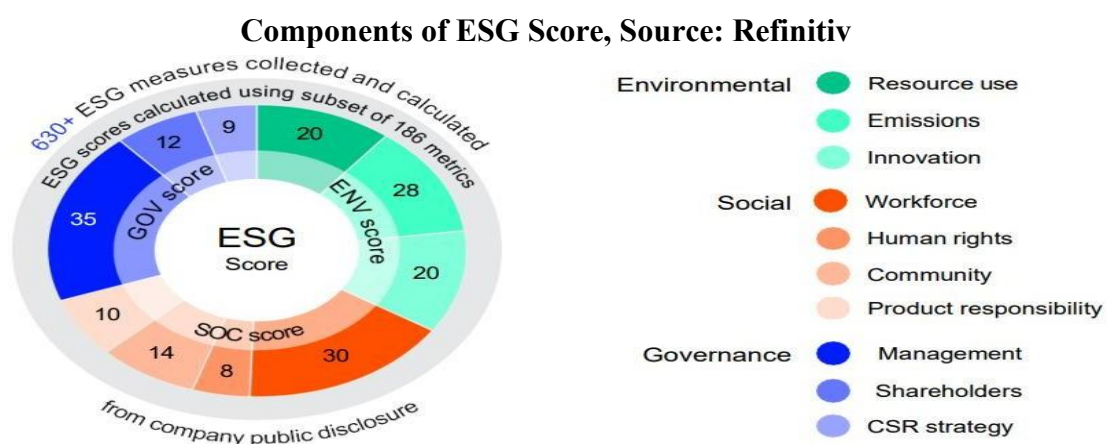 Components of ESG Score, Source: Refinitiv
630+ ESG measures collected and calculated
ESG scores calculated using subset of 186 metrics
from company public disclosure
GOV score
ENV score
SOC score
ESG
Score
20
28
20
30
8
14
10
35
12
9
Environmental
Resource use
Emissions
Innovation
Social
Workforce
Human rights
Community
Product responsibility
Governance
Management
Shareholders
CSR strategy